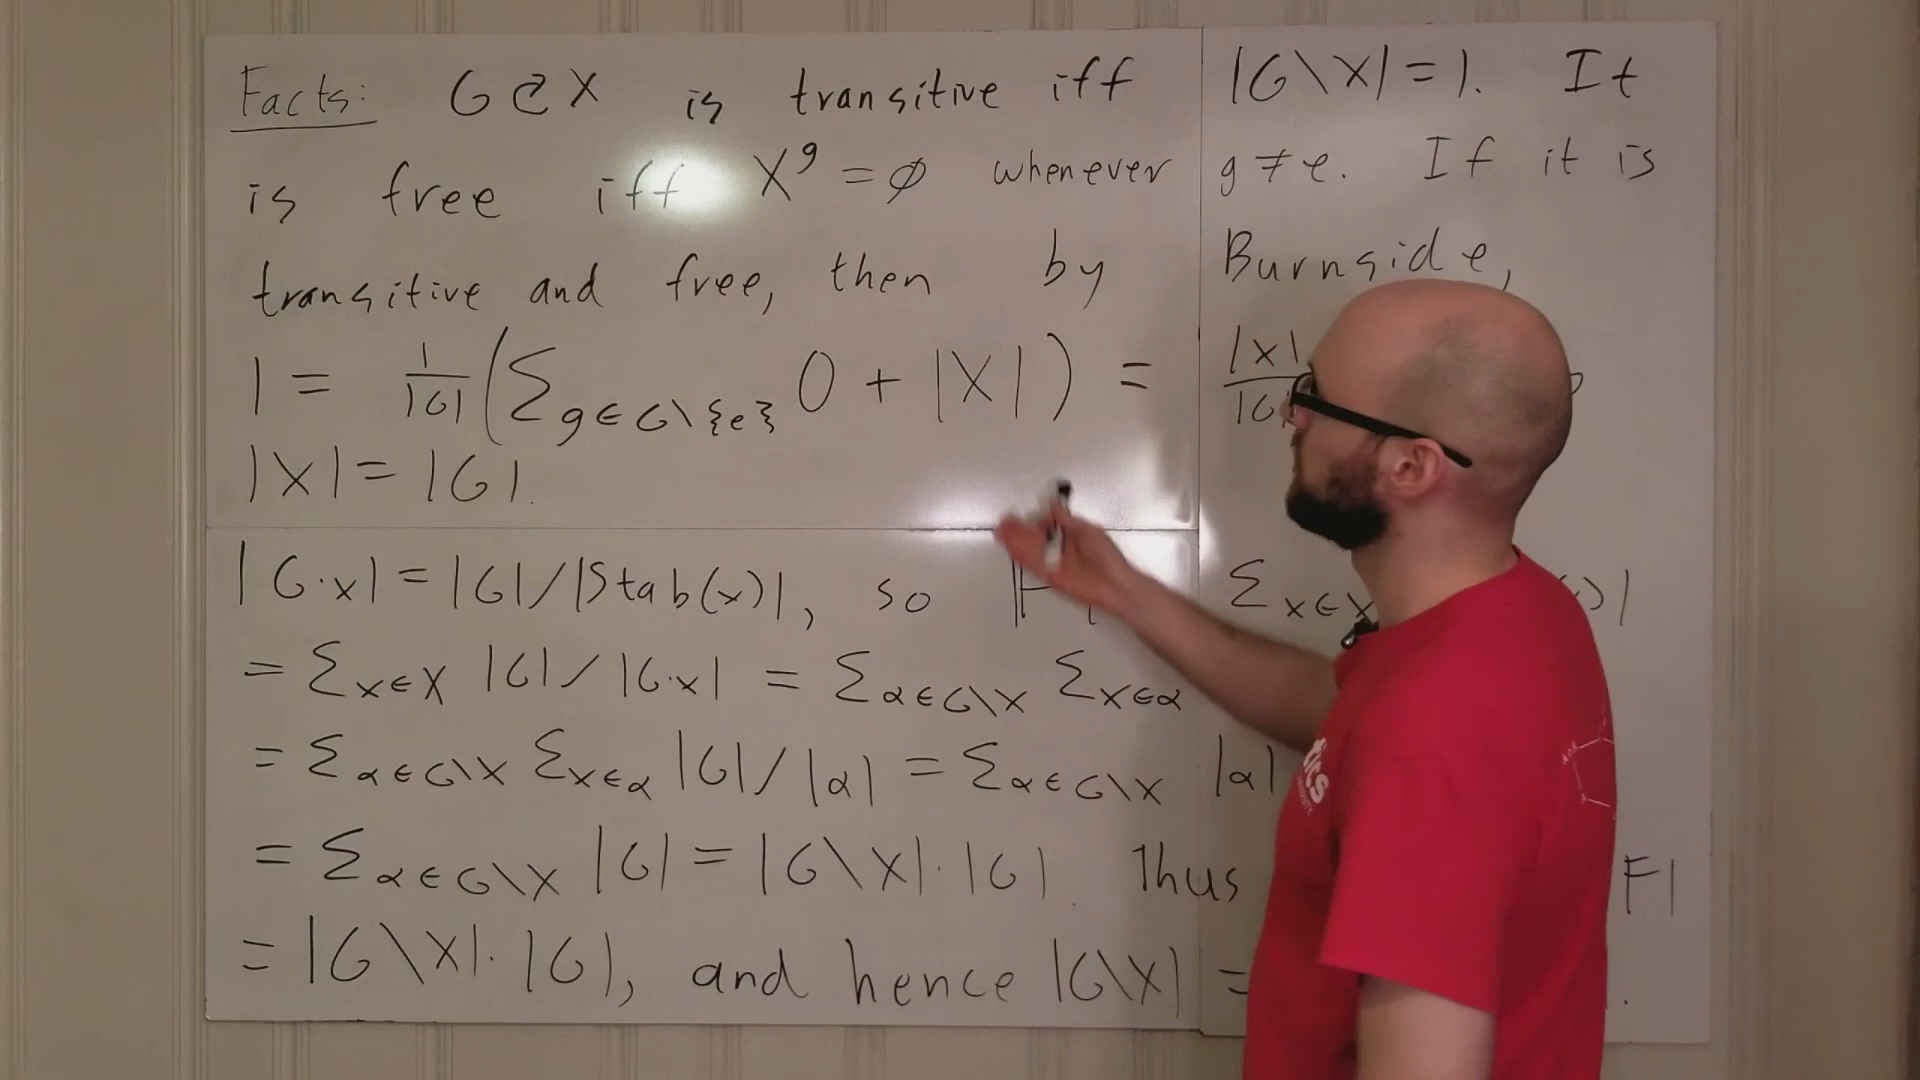 Facts: G ↻ X is transitive iff |G\X| = 1. It
is free iff X^g = ∅ whenever g ≠ e. If it is
transitive and free, then by Burnside,
1 = 1/|G| (Σ_{g∈G\{e}} 0 + |X|) = |X|
|X| = |G|.
|G·x| = |G|/|Stab(x)|, so Σ_{x∈X}
= Σ_{x∈X} |G|/|G·x| = Σ_{α∈G\X} Σ_{x∈α}
= Σ_{α∈G\X} Σ_{x∈α} |G|/|α| = Σ_{α∈G\X} |α|
= Σ_{α∈G\X} |G| = |G\X|·|G|. Thus F|
= |G\X|·|G|, and hence |G\X| =